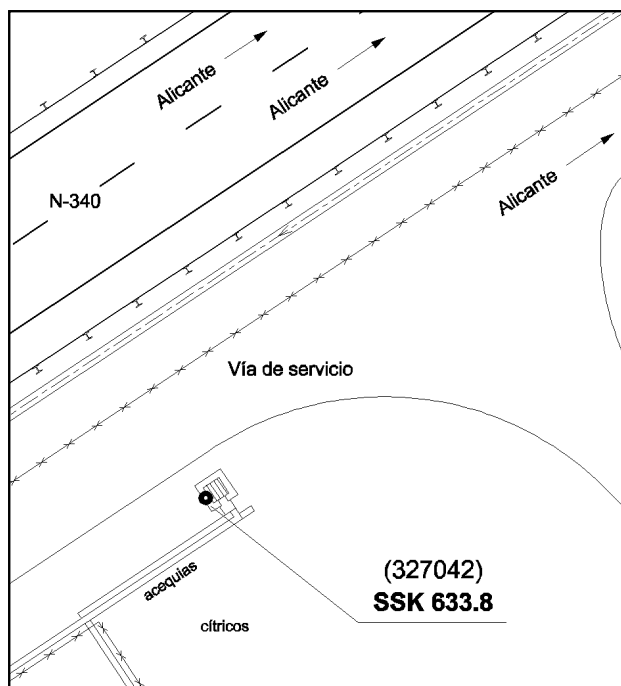 Alicante
Alicante
N-340
Alicante
Vía de servicio
(327042)
SSK 633.8
acequias
cítricos